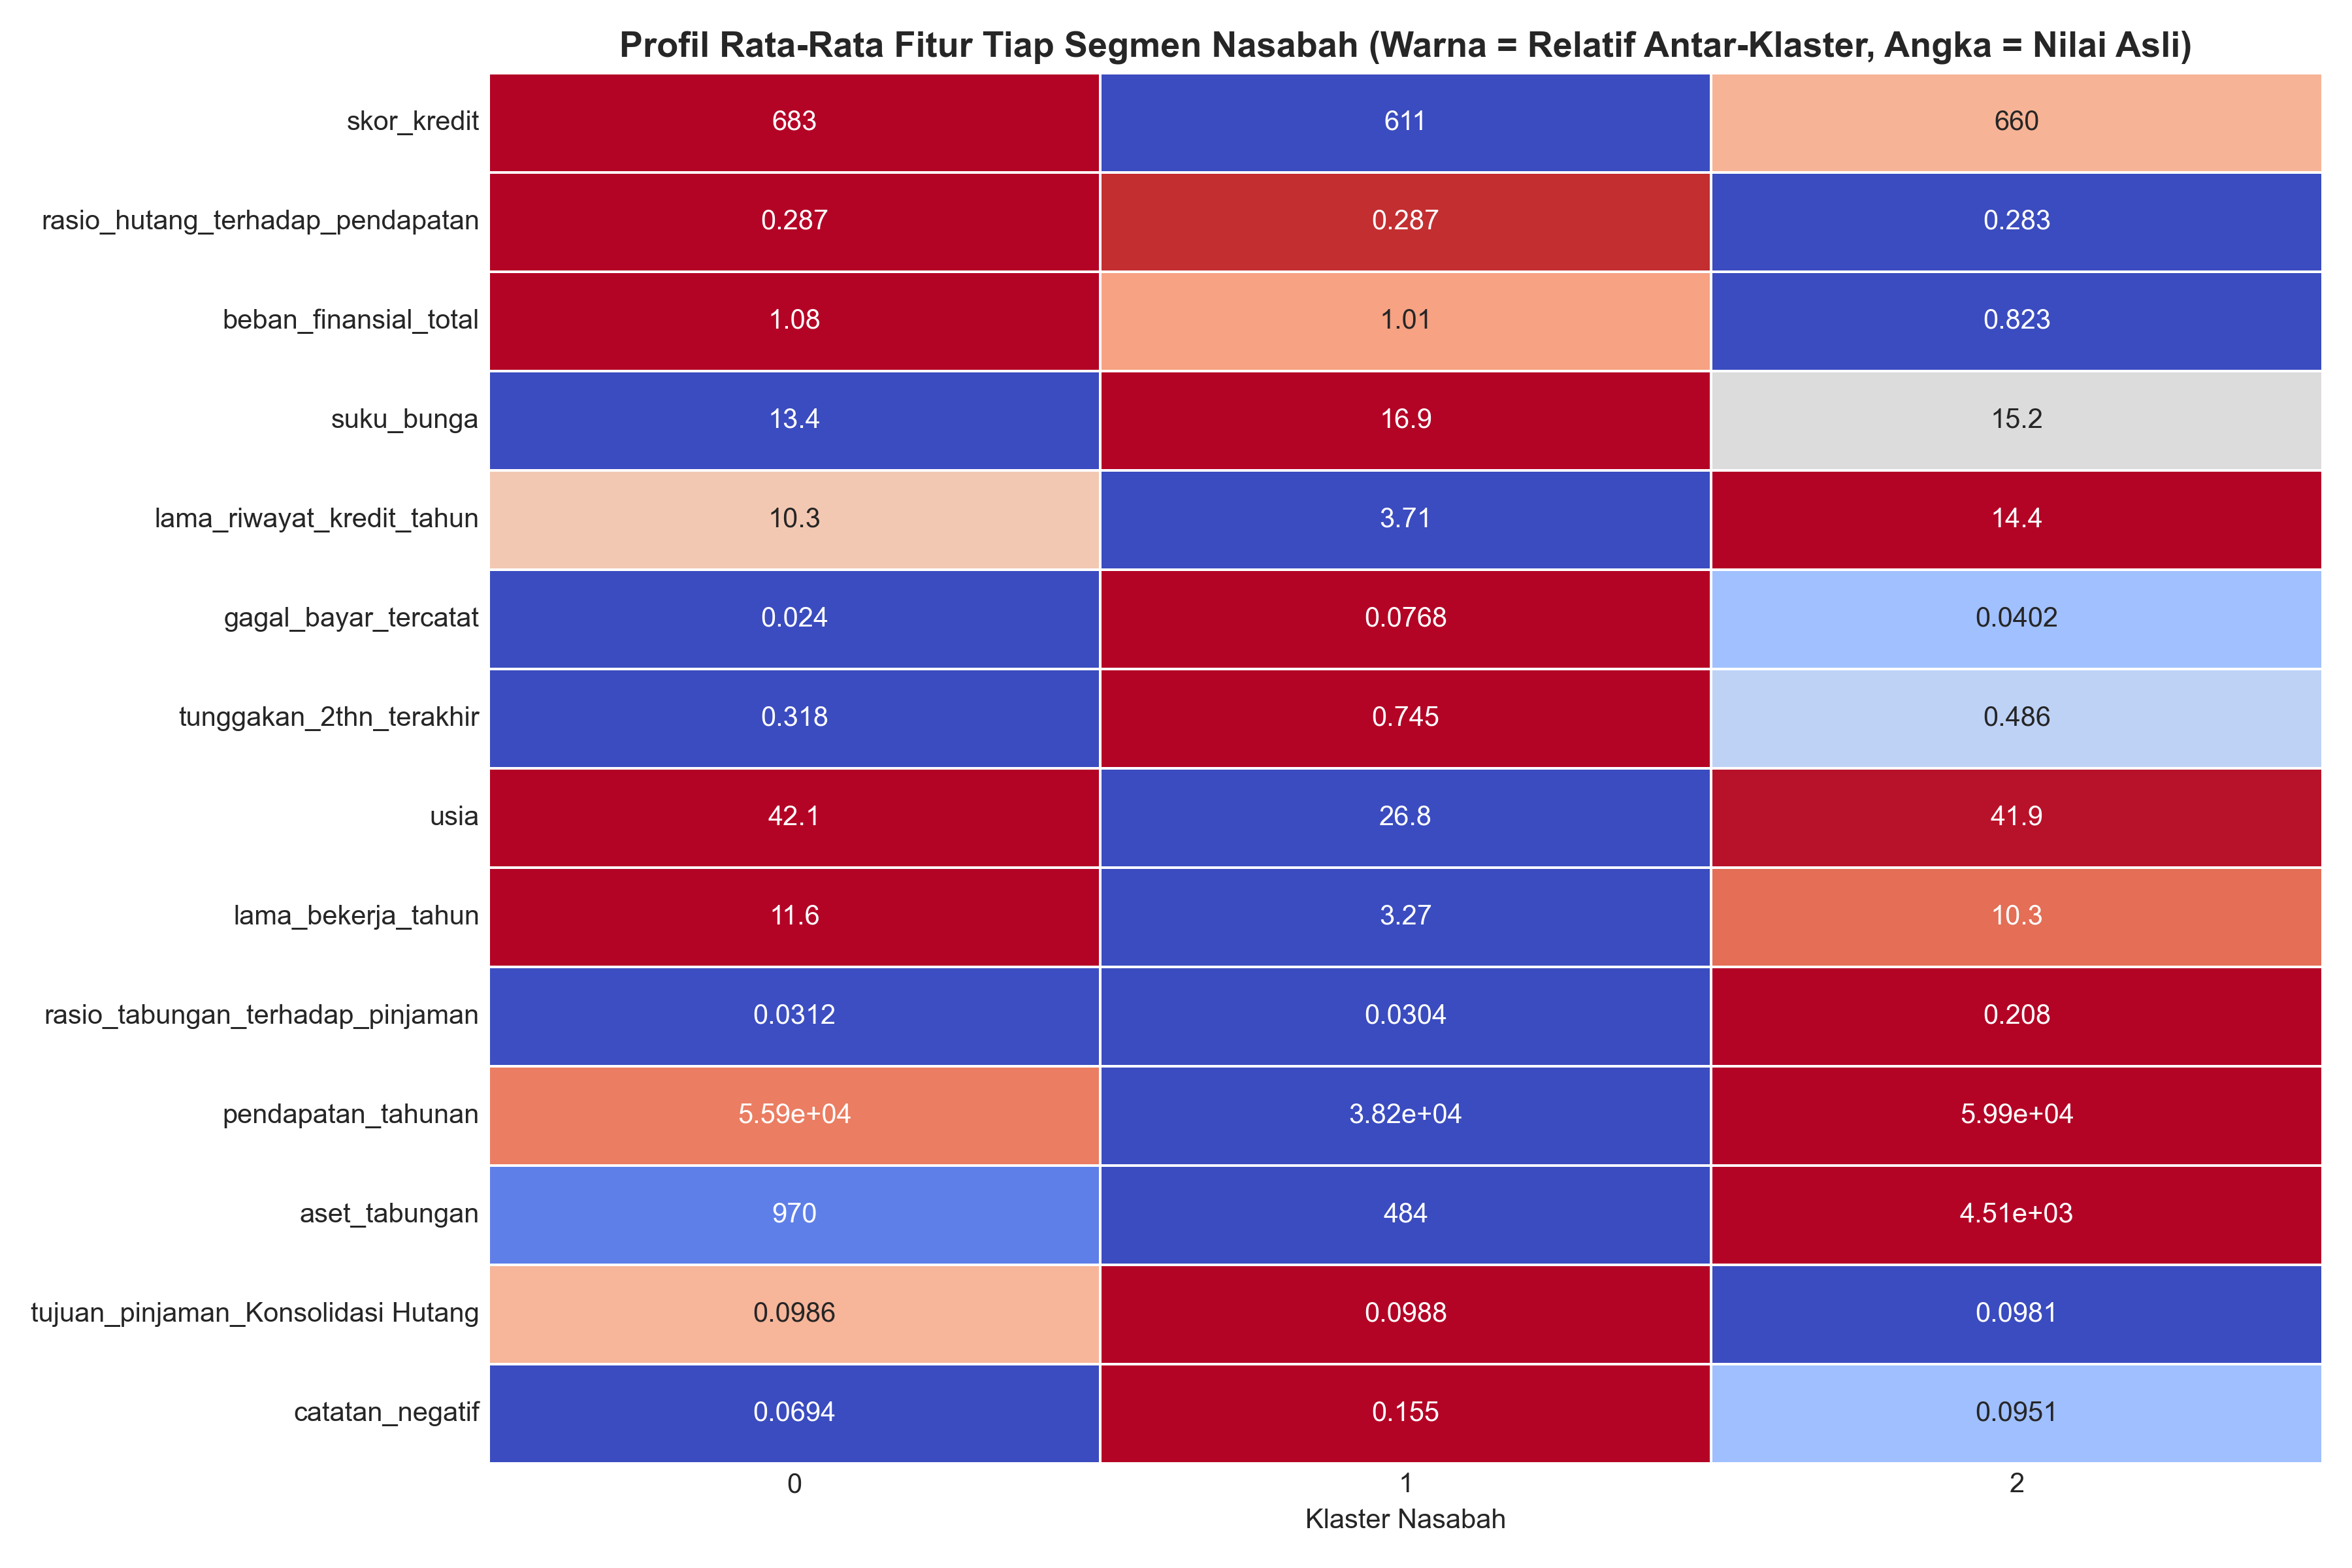 Profil Rata-Rata Fitur Tiap Segmen Nasabah (Warna = Relatif Antar-Klaster, Angka = Nilai Asli)
skor_kredit 683 611 660
rasio_hutang_terhadap_pendapatan 0.287 0.287 0.283
beban_finansial_total 1.08 1.01 0.823
suku_bunga 13.4 16.9 15.2
lama_riwayat_kredit_tahun 10.3 3.71 14.4
gagal_bayar_tercatat 0.024 0.0768 0.0402
tunggakan_2thn_terakhir 0.318 0.745 0.486
usia 42.1 26.8 41.9
lama_bekerja_tahun 11.6 3.27 10.3
rasio_tabungan_terhadap_pinjaman 0.0312 0.0304 0.208
pendapatan_tahunan 5.59e+04 3.82e+04 5.99e+04
aset_tabungan 970 484 4.51e+03
tujuan_pinjaman_Konsolidasi Hutang 0.0986 0.0988 0.0981
catatan_negatif 0.0694 0.155 0.0951
0 1 2
Klaster Nasabah